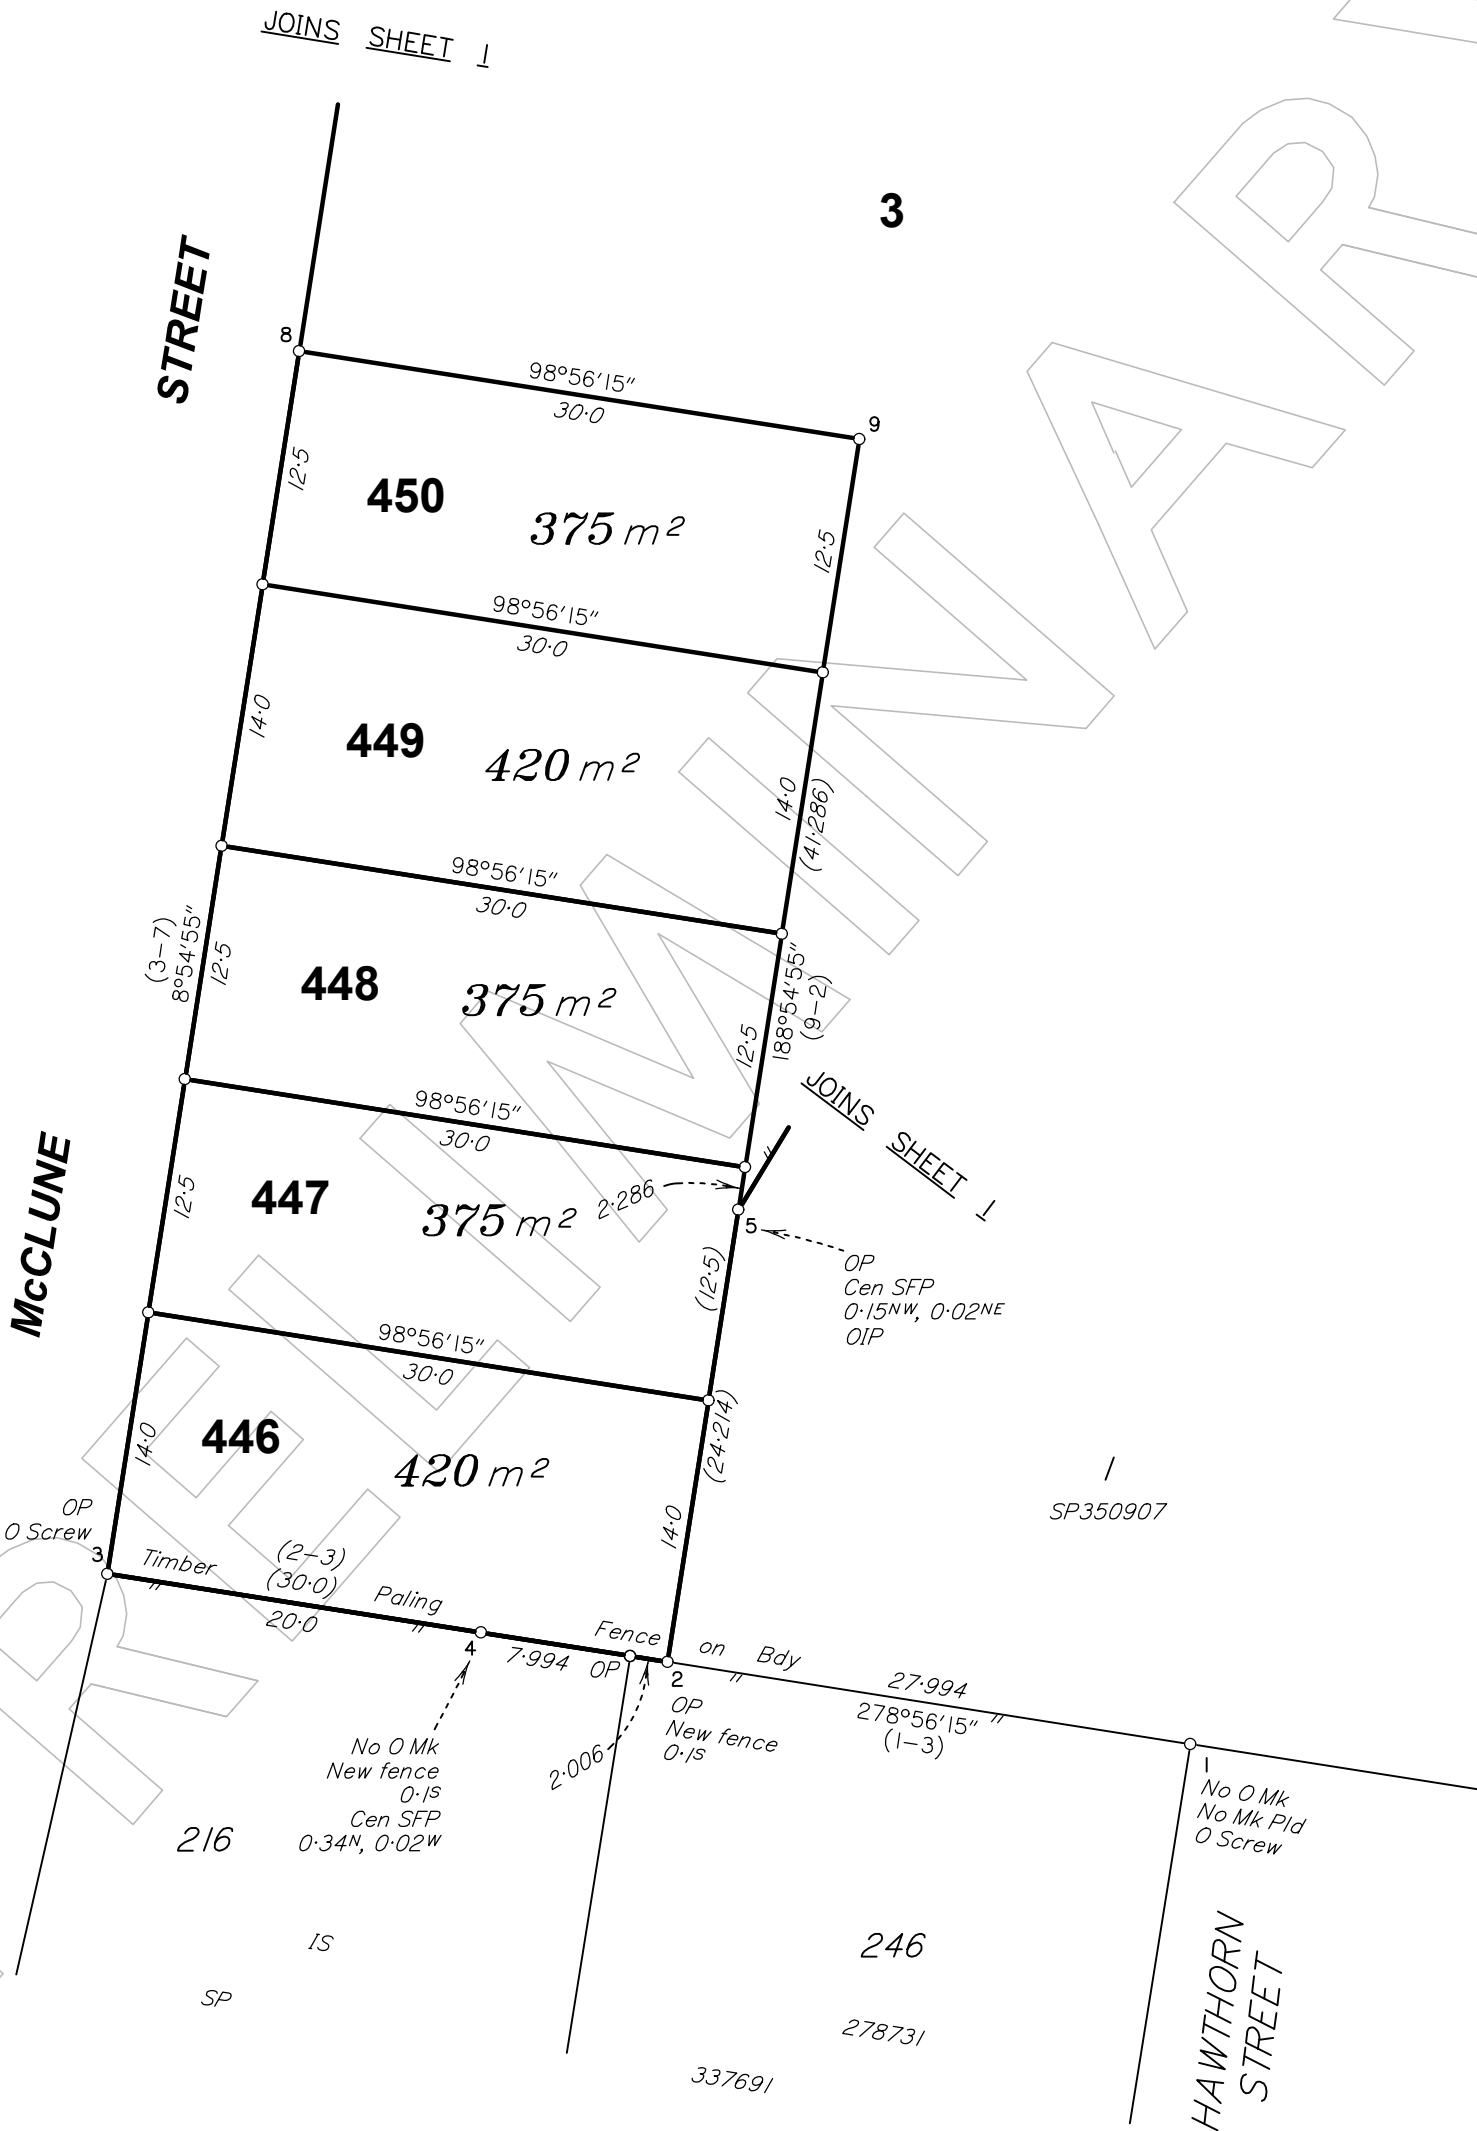 JOINS SHEET 1
3
STREET
8
98°56'15"
30·0
9
12·5
450
375 m²
12·5
98°56'15"
30·0
14·0
449
420 m²
14·0
(41·286)
98°56'15"
30·0
(3-7)
8°54'55"
12·5
448
375 m²
12·5
188°54'55"
(9-2)
JOINS SHEET 1
98°56'15"
30·0
McCLUNE
12·5
447
375 m²
2·286
5
(12·5)
OP
Cen SFP
0·15NW, 0·02NE
OIP
98°56'15"
30·0
14·0
446
420 m²
(24·214)
14·0
1
SP350907
OP
O Screw
3
Timber Paling Fence on Bdy
(2-3)
(30·0)
20·0
4
7·994
OP
2
27·994
278°56'15"
(1-3)
OP
New fence
0·1S
2·006
No O Mk
New fence
0·1S
Cen SFP
0·34N, 0·02W
1
No O Mk
No Mk Pld
O Screw
216
246
IS
SP
278731
337691
HAWTHORN
STREET
PRELIMINARY